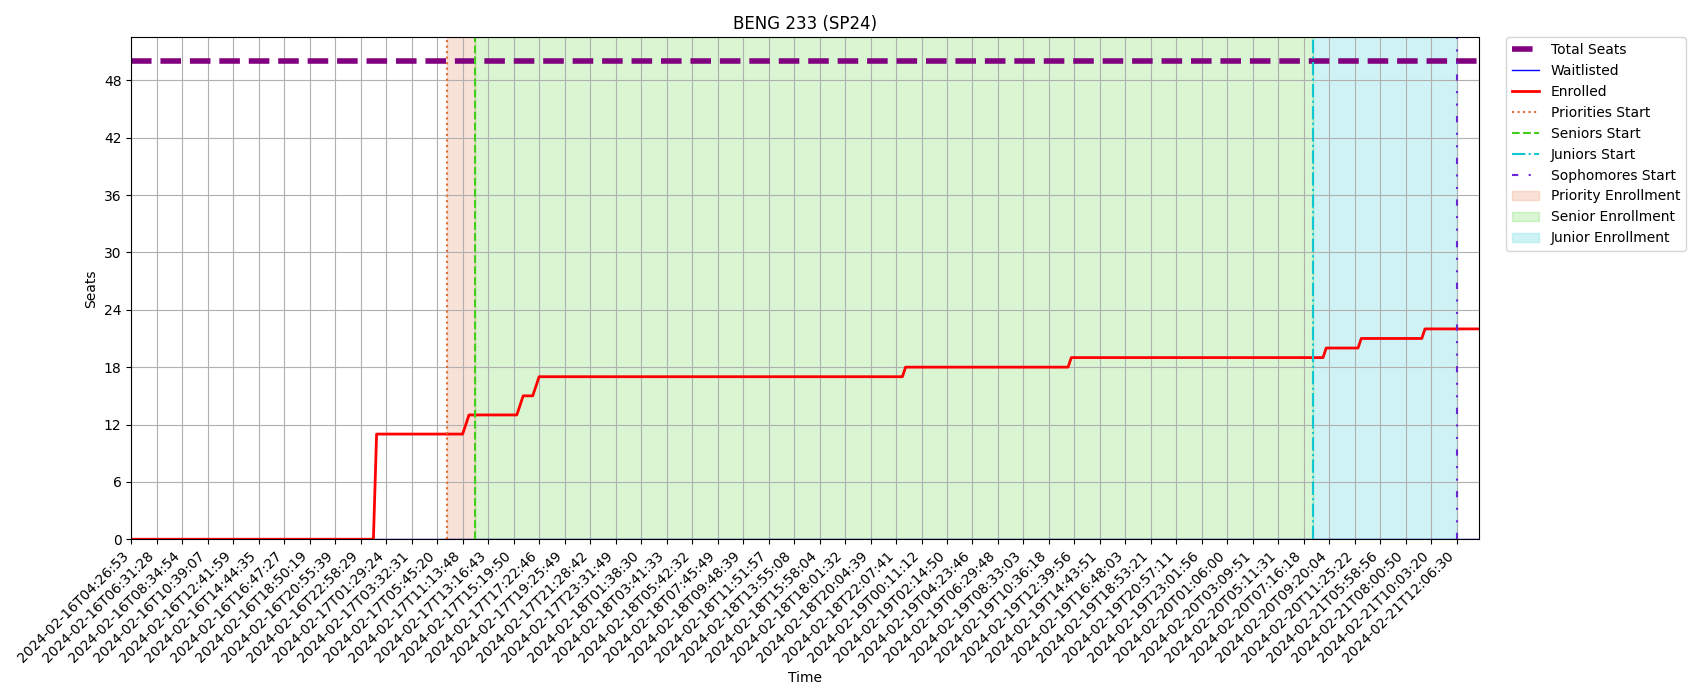 BENG 233 (SP24)
Total Seats
Waitlisted
Enrolled
Priorities Start
Seniors Start
Juniors Start
Sophomores Start
Priority Enrollment
Senior Enrollment
Junior Enrollment
Seats
48
42
36
30
24
18
12
6
0
2024-02-16T04:26:53
2024-02-16T06:31:28
2024-02-16T08:34:54
2024-02-16T10:39:07
2024-02-16T12:41:59
2024-02-16T14:44:35
2024-02-16T16:47:27
2024-02-16T18:50:19
2024-02-16T20:55:39
2024-02-16T22:58:29
2024-02-17T01:29:24
2024-02-17T03:32:31
2024-02-17T05:45:20
2024-02-17T11:13:48
2024-02-17T13:16:43
2024-02-17T15:19:50
2024-02-17T17:22:46
2024-02-17T19:25:49
2024-02-17T21:28:42
2024-02-17T23:31:49
2024-02-18T01:38:30
2024-02-18T03:41:33
2024-02-18T05:42:32
2024-02-18T07:45:49
2024-02-18T09:48:39
2024-02-18T11:51:57
2024-02-18T13:55:08
2024-02-18T15:58:04
2024-02-18T18:01:32
2024-02-18T20:04:39
2024-02-18T22:07:41
2024-02-19T00:11:12
2024-02-19T02:14:50
2024-02-19T04:23:46
2024-02-19T06:29:48
2024-02-19T08:33:03
2024-02-19T10:36:18
2024-02-19T12:39:56
2024-02-19T14:43:51
2024-02-19T16:48:03
2024-02-19T18:53:21
2024-02-19T20:57:11
2024-02-19T23:01:56
2024-02-20T01:06:00
2024-02-20T03:09:51
2024-02-20T05:11:31
2024-02-20T07:16:18
2024-02-20T09:20:04
2024-02-20T11:25:22
2024-02-21T05:58:56
2024-02-21T08:00:50
2024-02-21T10:03:20
2024-02-21T12:06:30
Time